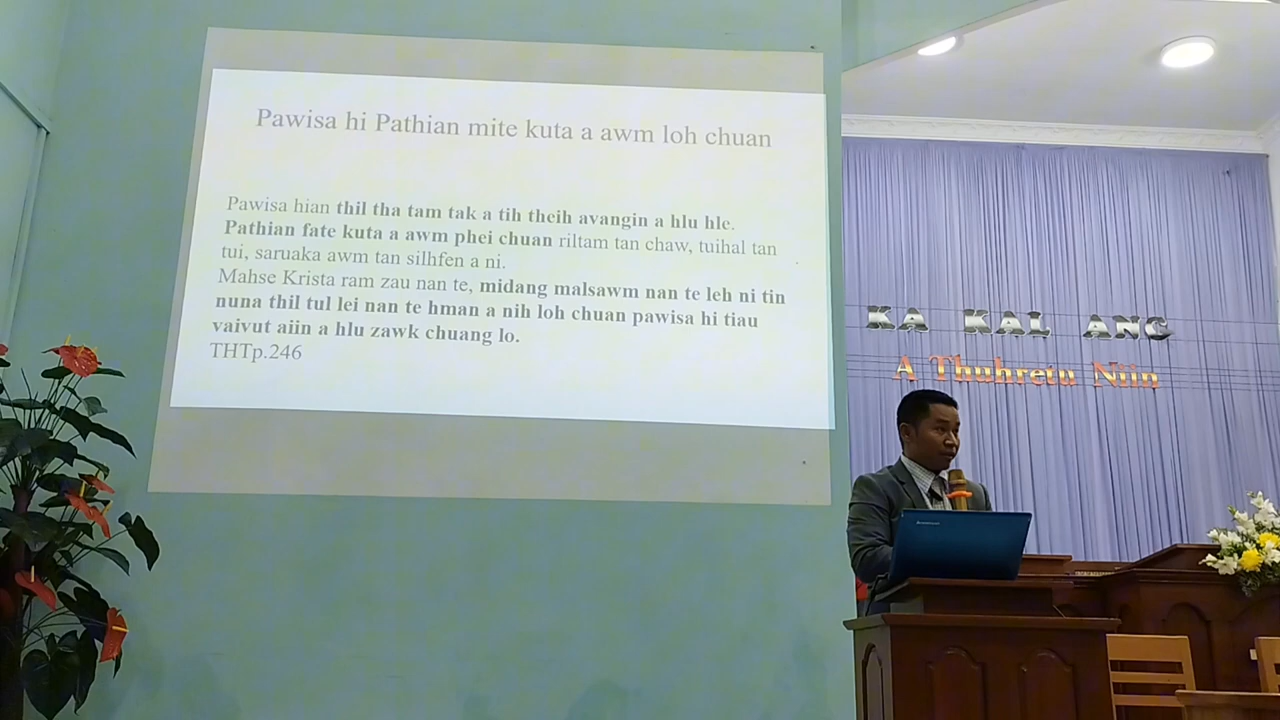 Pawisa hi Pathian mite kuta a awm loh chuan
Pawisa hian thil tha tam tak a tih theih avangin a hlu hle.
Pathian fate kuta a awm phei chuan riltam tan chaw, tuihal tan
tui, saruaka awm tan silhfen a ni.
Mahse Krista ram zau nan te, midang malsawm nan te leh ni tin
nuna thil tul lei nan te hman a nih loh chuan pawisa hi tiau
vaivut aiin a hlu zawk chuang lo.
THTp.246
KA KAL ANG
A Thuhretu Niin